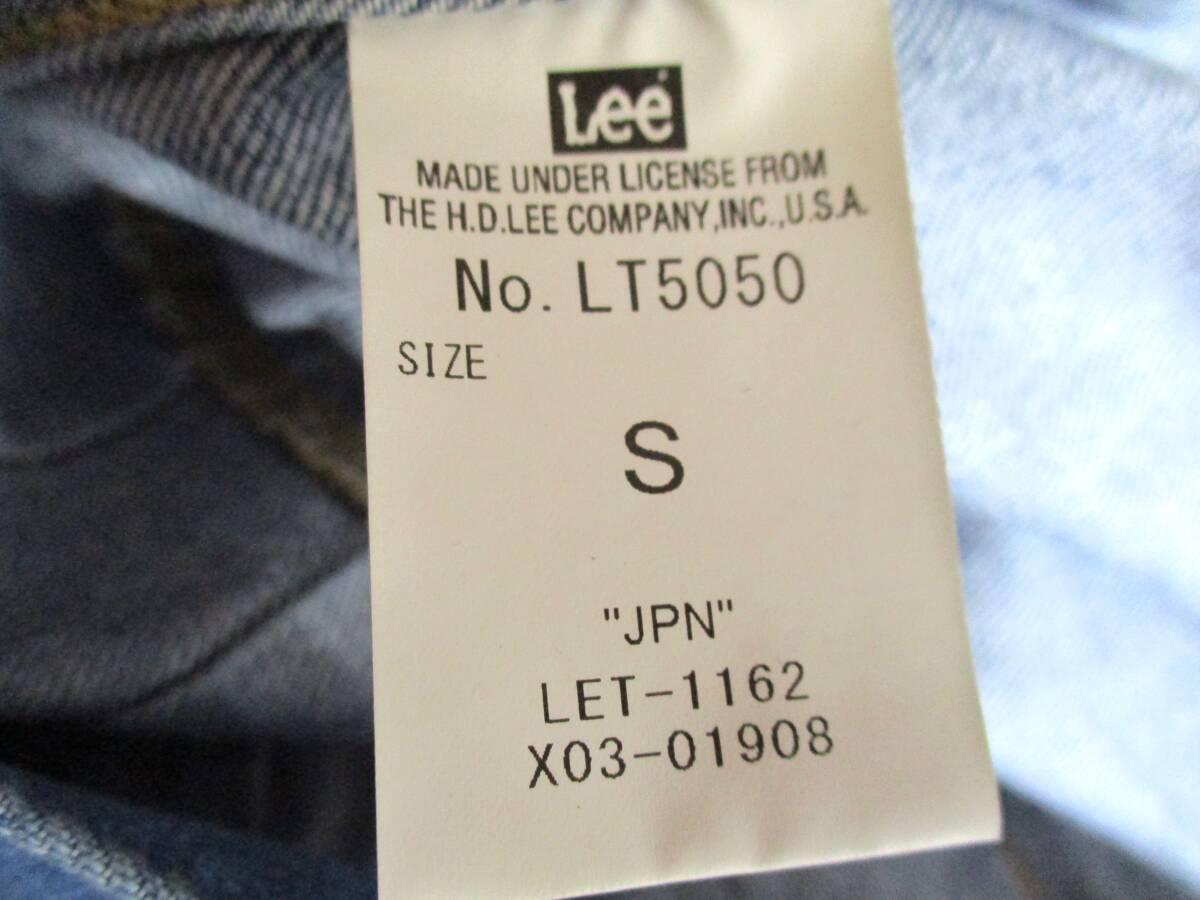 Lee
MADE UNDER LICENSE FROM
THE H.D.LEE COMPANY,INC.,U.S.A.
No. LT5050
SIZE
S
"JPN"
LET-1162
X03-01908